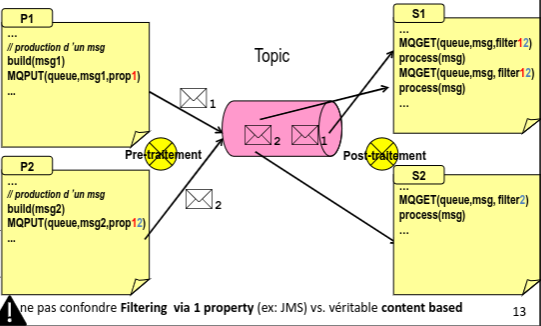 P1
...
// production d 'un msg
build(msg1)
MQPUT(queue,msg1,prop1)
...
P2
...
// production d 'un msg
build(msg2)
MQPUT(queue,msg2,prop12)
...
Topic
1
2
2
1
Pre-traitement
Post-traitement
S1
...
MQGET(queue,msg,filter12)
process(msg)
MQGET(queue,msg, filter12)
process(msg)
...
S2
...
MQGET(queue,msg, filter2)
process(msg)
...
! ne pas confondre Filtering via 1 property (ex: JMS) vs. véritable content based
13